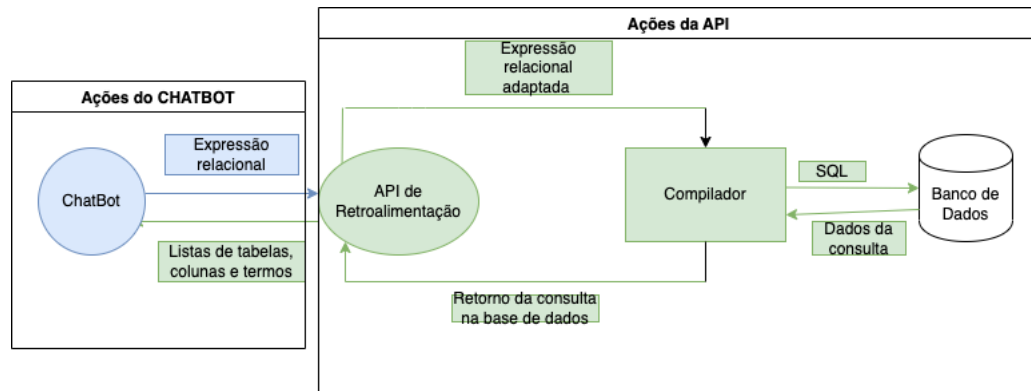 Ações da API
Expressão
relacional
adaptada
Ações do CHATBOT
Expressão
relacional
ChatBot
API de
Retroalimentação
Compilador
SQL
Banco de
Dados
Dados da
consulta
Listas de tabelas,
colunas e termos
Retorno da consulta
na base de dados